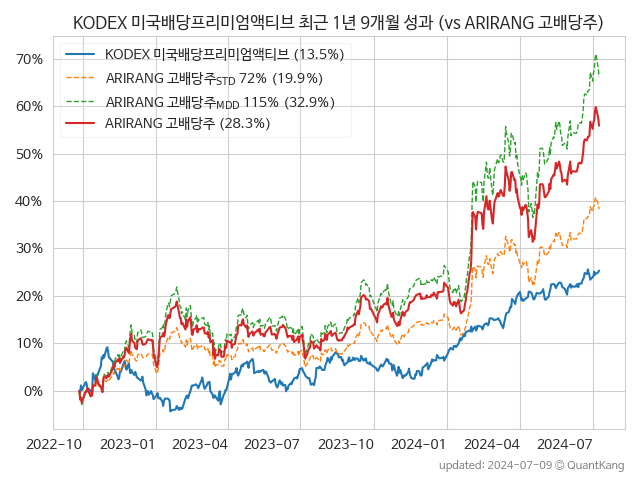 KODEX 미국배당프리미엄액티브 최근 1년 9개월 성과 (vs ARIRANG 고배당주)
KODEX 미국배당프리미엄액티브 (13.5%)
ARIRANG 고배당주STD 72% (19.9%)
ARIRANG 고배당주MDD 115% (32.9%)
ARIRANG 고배당주 (28.3%)
70%
60%
50%
40%
30%
20%
10%
0%
2022-10 2023-01 2023-04 2023-07 2023-10 2024-01 2024-04 2024-07
updated: 2024-07-09 © QuantKang